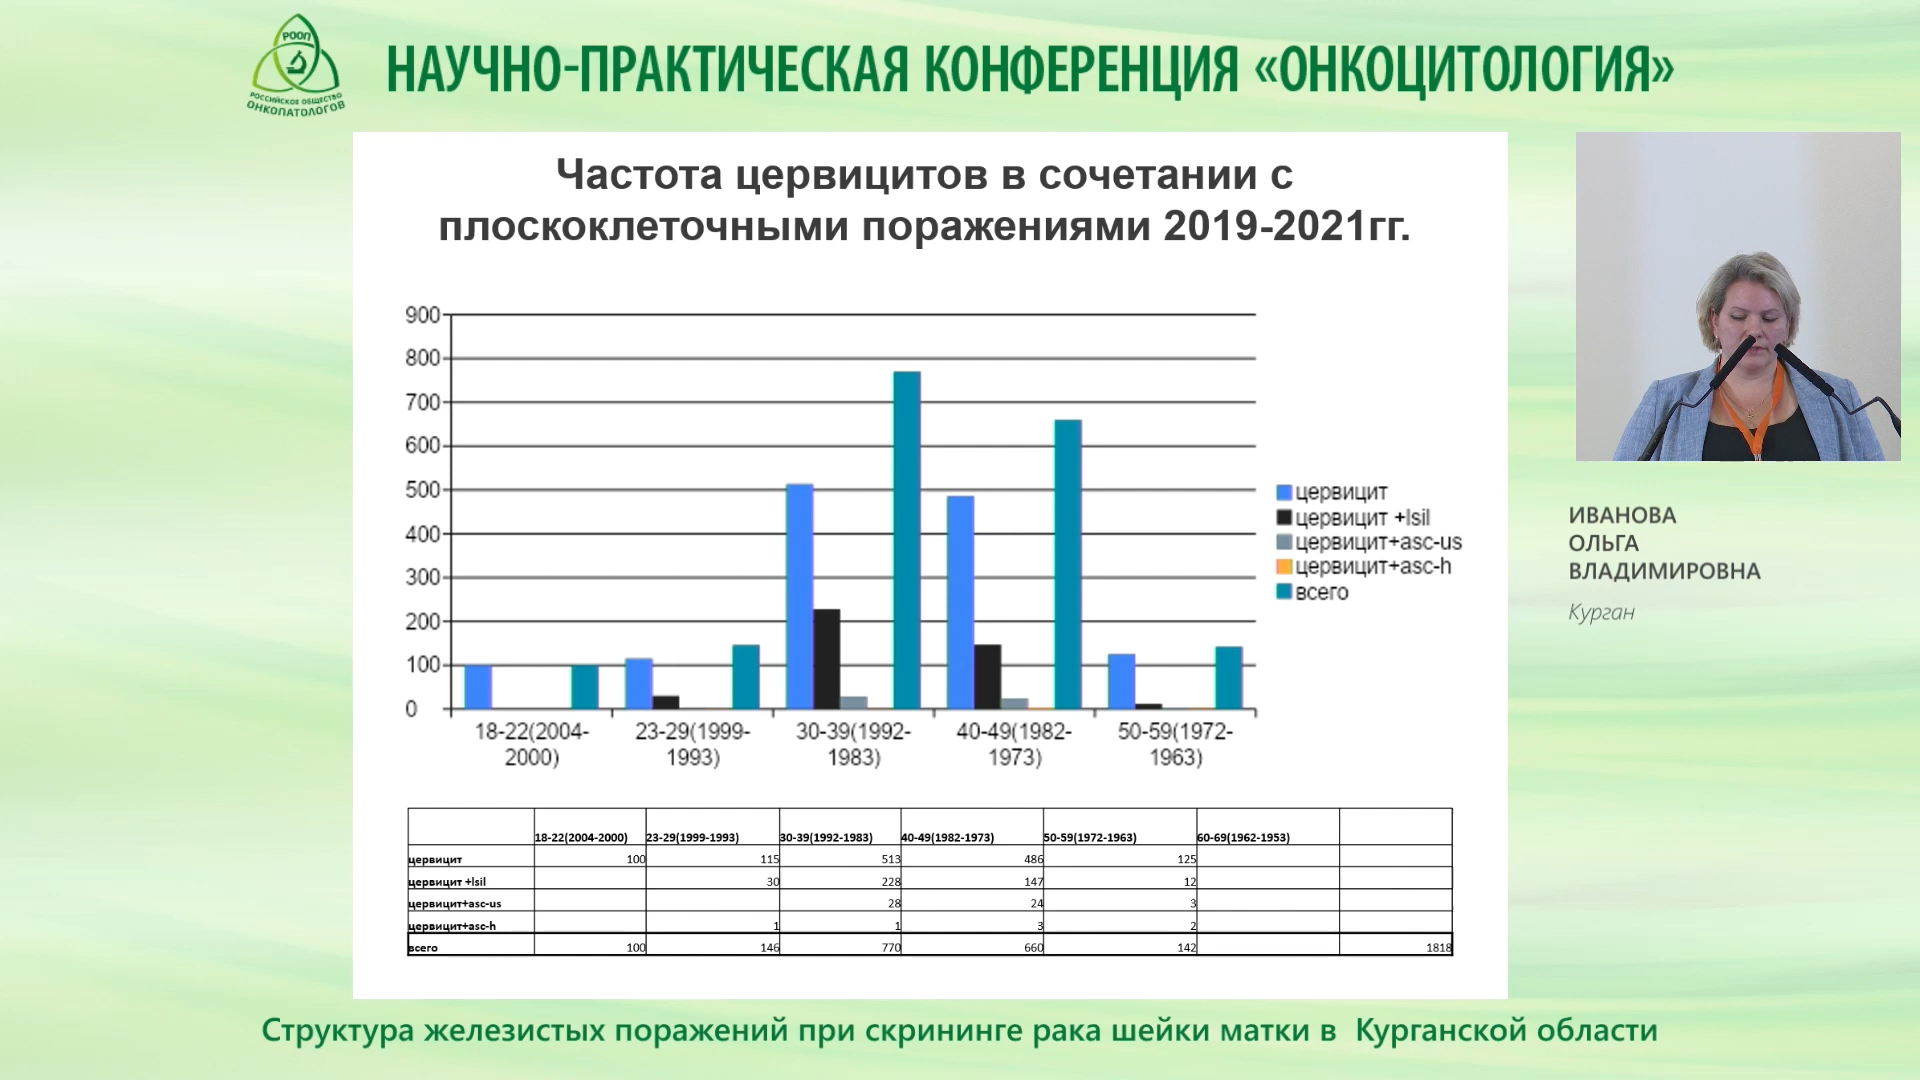 РООП
РОССИЙСКОЕ ОБЩЕСТВО
ОНКОПАТОЛОГОВ
НАУЧНО-ПРАКТИЧЕСКАЯ КОНФЕРЕНЦИЯ «ОНКОЦИТОЛОГИЯ»
Частота цервицитов в сочетании с
плоскоклеточными поражениями 2019-2021гг.
900
800
700
600
500
400
300
200
100
0
18-22(2004-
2000)
23-29(1999-
1993)
30-39(1992-
1983)
40-49(1982-
1973)
50-59(1972-
1963)
цервицит
цервицит +lsil
цервицит+asc-us
цервицит+asc-h
всего
18-22(2004-2000) 23-29(1999-1993) 30-39(1992-1983) 40-49(1982-1973) 50-59(1972-1963) 60-69(1962-1953)
цервицит 100 115 513 486 125
цервицит +lsil 30 228 147 12
цервицит+asc-us 28 24 3
цервицит+asc-h 1 1 3 2
всего 100 146 770 660 142 1818
ИВАНОВА
ОЛЬГА
ВЛАДИМИРОВНА
Курган
Структура железистых поражений при скрининге рака шейки матки в Курганской области